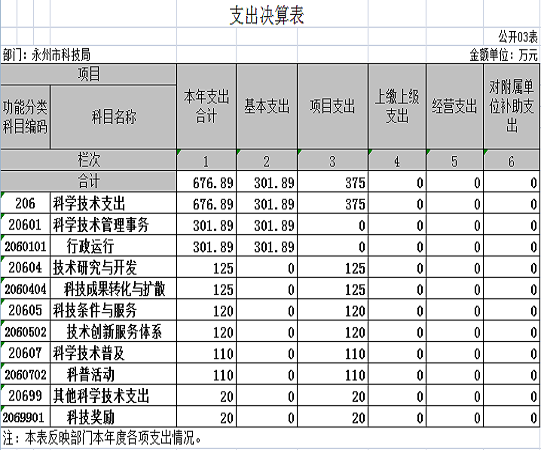 支出决算表
公开03表
部门：永州市科技局 金额单位：万元
项目 本年支出合计 基本支出 项目支出 上缴上级支出 经营支出 对附属单位补助支出
功能分类科目编码 科目名称
栏次 1 2 3 4 5 6
合计 676.89 301.89 375 0 0 0
206 科学技术支出 676.89 301.89 375 0 0 0
20601 科学技术管理事务 301.89 301.89 0 0 0 0
2060101 行政运行 301.89 301.89 0 0 0 0
20604 技术研究与开发 125 0 125 0 0 0
2060404 科技成果转化与扩散 125 0 125 0 0 0
20605 科技条件与服务 120 0 120 0 0 0
2060502 技术创新服务体系 120 0 120 0 0 0
20607 科学技术普及 110 0 110 0 0 0
2060702 科普活动 110 0 110 0 0 0
20699 其他科学技术支出 20 0 20 0 0 0
2069901 科技奖励 20 0 20 0 0 0
注：本表反映部门本年度各项支出情况。